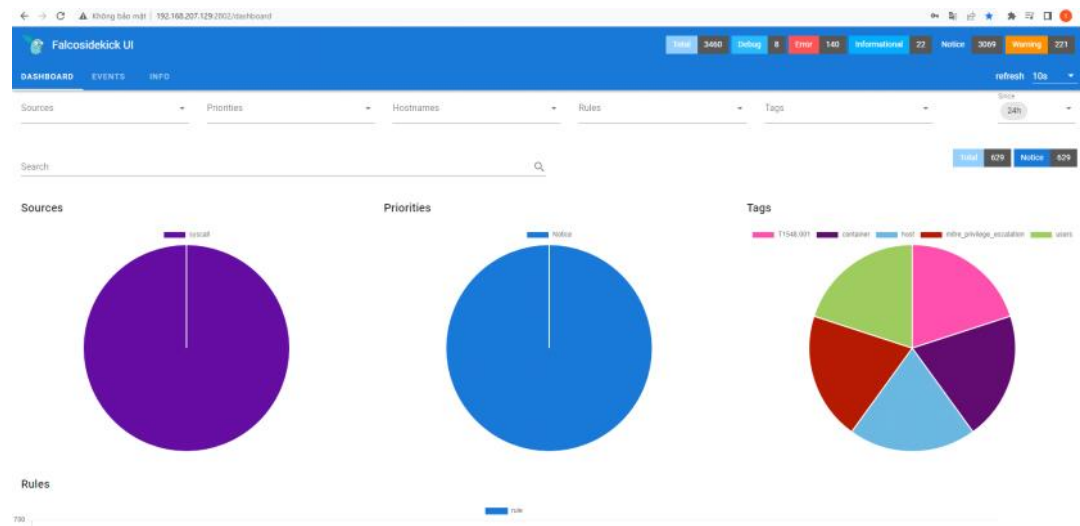 Không bảo mật | 192.168.207.129:2802/dashboard
Falcosidekick UI
Total 3460 Debug 8 Error 140 Informational 22 Notice 3069 Warning 221
DASHBOARD EVENTS INFO
refresh 10s
Since
Sources Priorities Hostnames Rules Tags 24h
Search
Total 629 Notice 629
Sources Priorities Tags
syscall Notice T1548.001 container host mitre_privilege_escalation users
Rules
rule
700